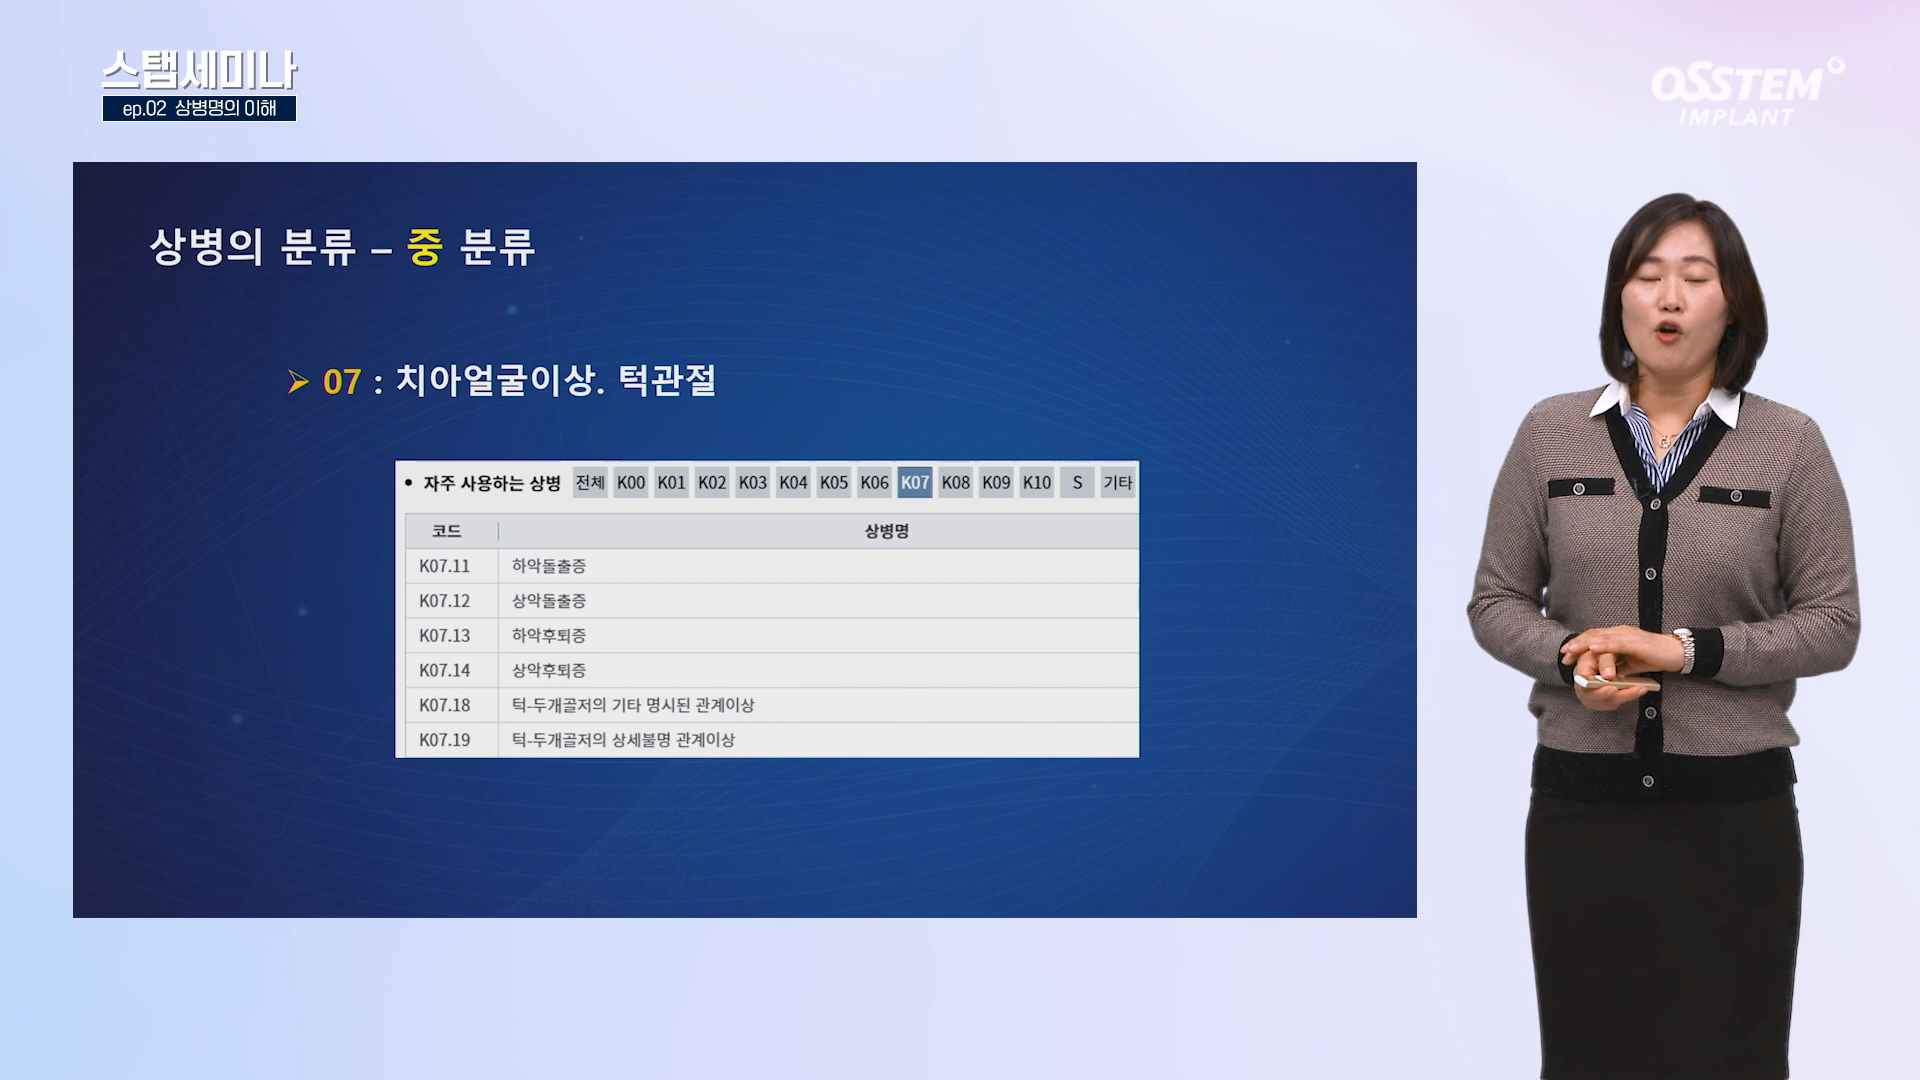 스탭세미나
ep.02 상병명의 이해
OSSTEM
IMPLANT
상병의 분류 – 중 분류
➢ 07 : 치아얼굴이상. 턱관절
• 자주 사용하는 상병 전체 K00 K01 K02 K03 K04 K05 K06 K07 K08 K09 K10 S 기타
코드 상병명
K07.11 하악돌출증
K07.12 상악돌출증
K07.13 하악후퇴증
K07.14 상악후퇴증
K07.18 턱-두개골저의 기타 명시된 관계이상
K07.19 턱-두개골저의 상세불명 관계이상